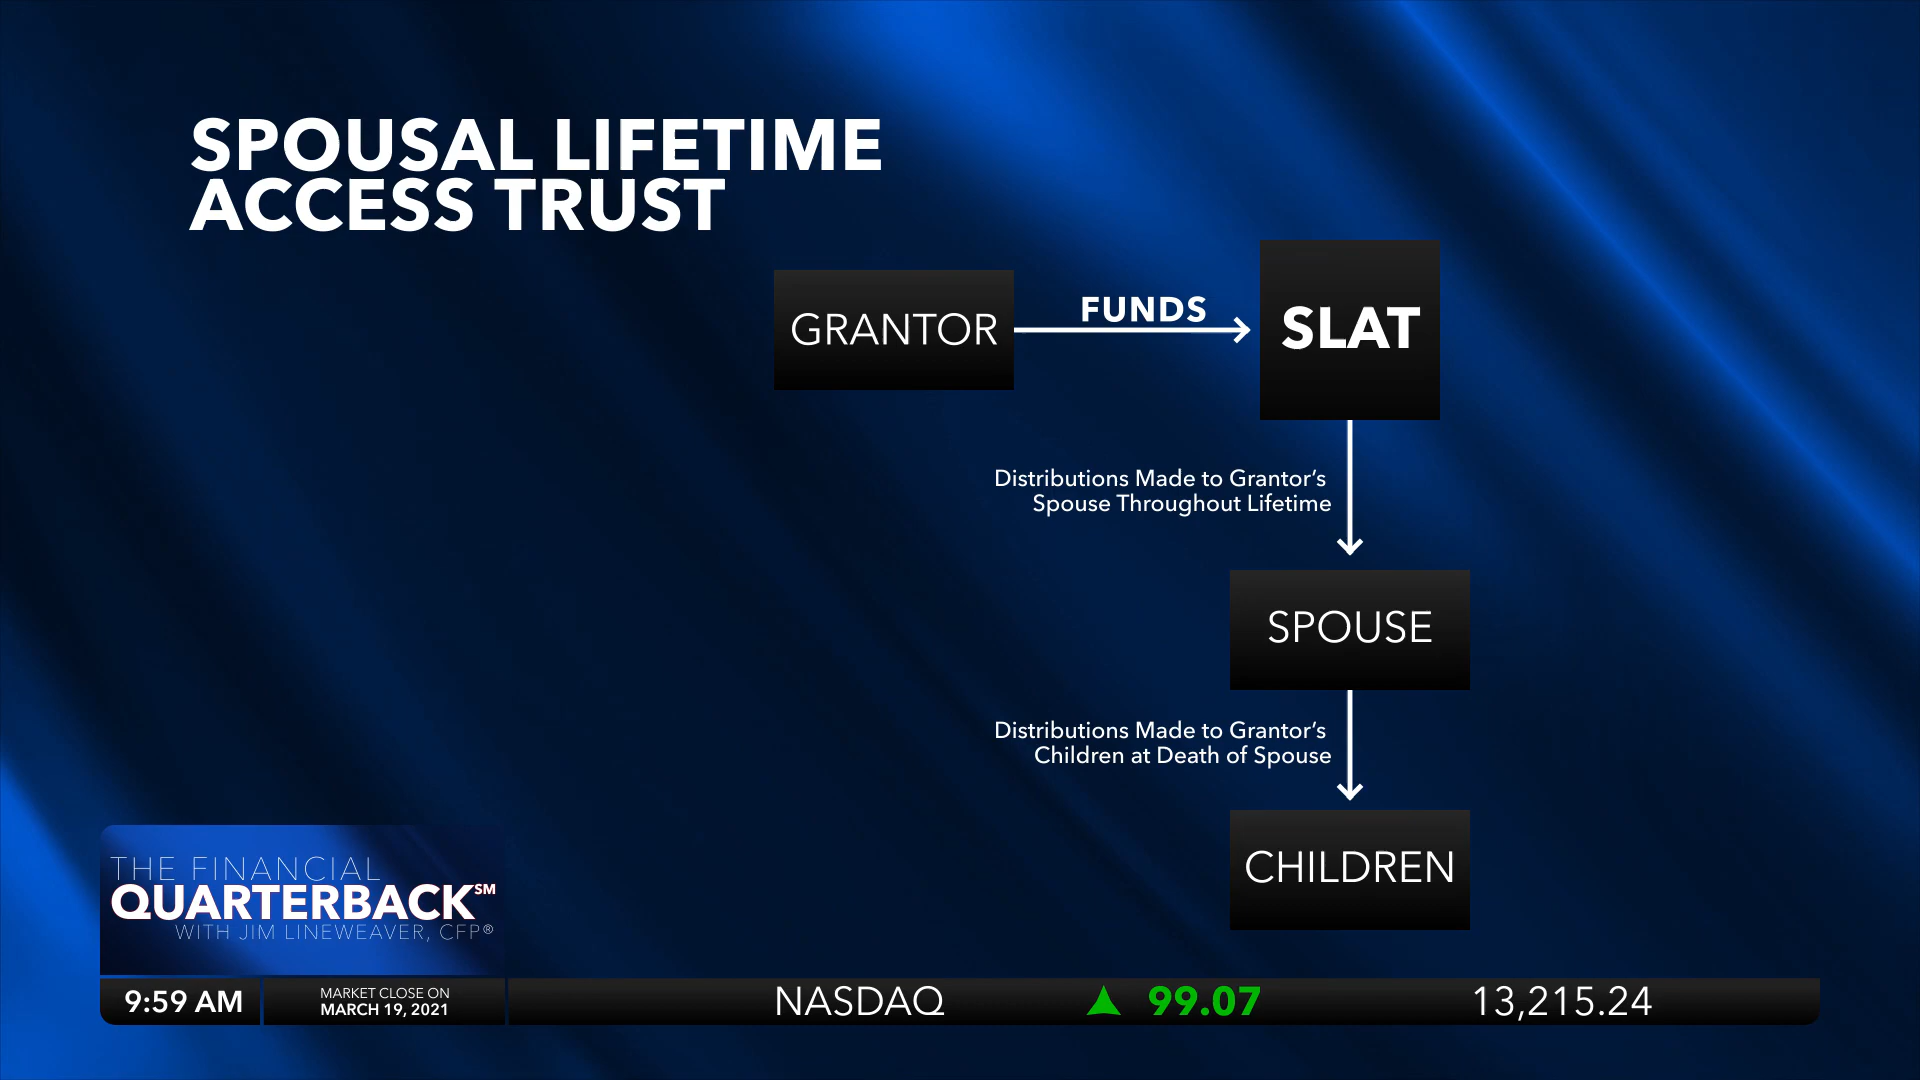 SPOUSAL LIFETIME
ACCESS TRUST
GRANTOR
FUNDS
SLAT
Distributions Made to Grantor's
Spouse Throughout Lifetime
SPOUSE
Distributions Made to Grantor's
Children at Death of Spouse
CHILDREN
THE FINANCIAL
QUARTERBACK℠
WITH JIM LINEWEAVER, CFP®
9:59 AM
MARKET CLOSE ON
MARCH 19, 2021
NASDAQ ▲ 99.07 13,215.24